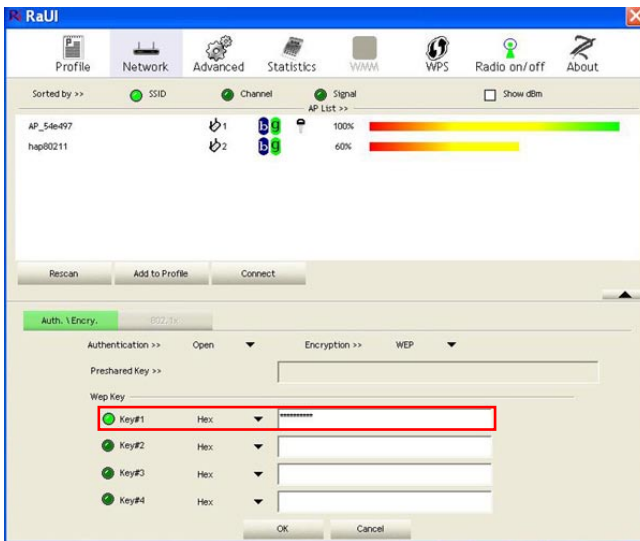 RaUI
Profile Network Advanced Statistics WMM WPS Radio on/off About
Sorted by >> SSID Channel Signal Show dBm
AP List >>
AP_54e497 1 b g 100%
hap80211 2 b g 60%
Rescan Add to Profile Connect
Auth. \ Encry. 802.1x
Authentication >> Open Encryption >> WEP
Preshared Key >>
Wep Key
Key#1 Hex **********
Key#2 Hex
Key#3 Hex
Key#4 Hex
OK Cancel